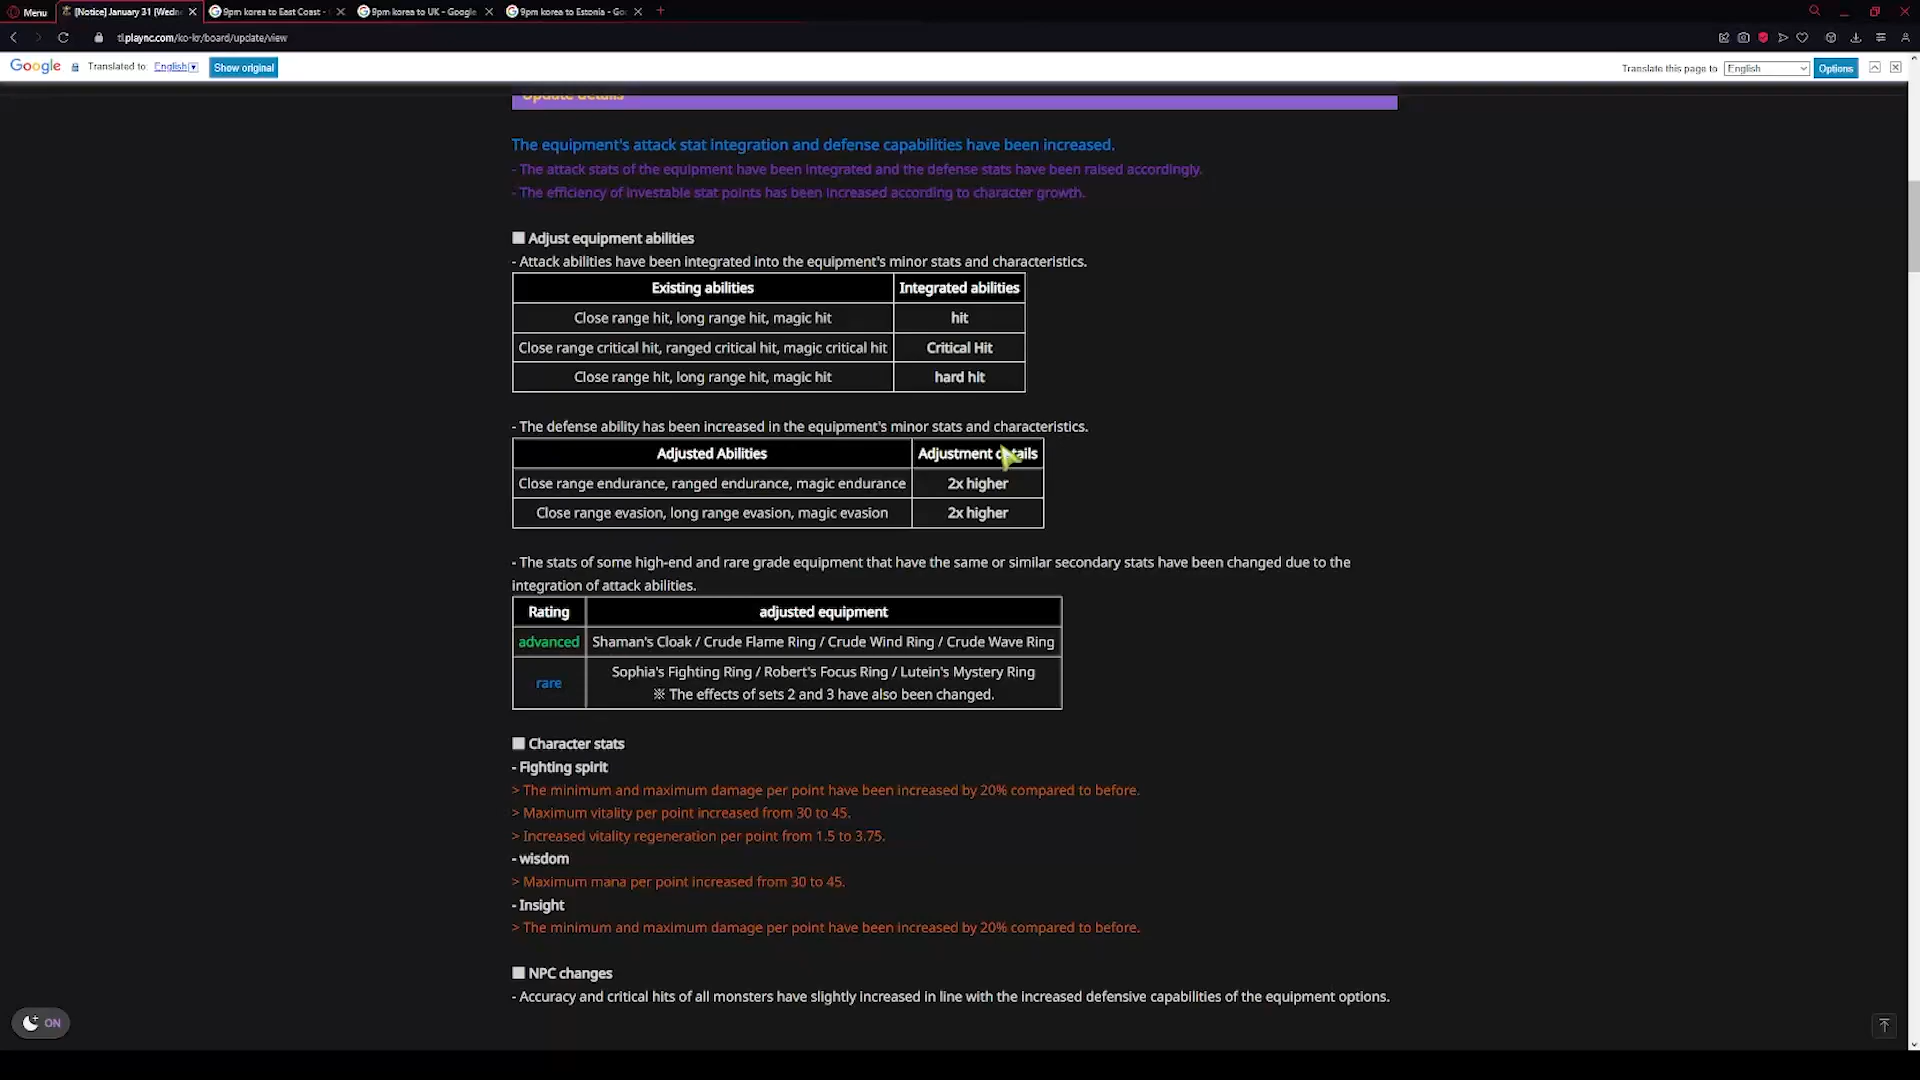 Menu
[Notice] January 31 [Wedn
9pm korea to East Coast -
9pm korea to UK - Google
9pm korea to Estonia - Go
tl.plaync.com/ko-kr/board/update/view
Google
Translated to: English
Show original
Translate this page to
English
Options
Update details
The equipment's attack stat integration and defense capabilities have been increased.
- The attack stats of the equipment have been integrated and the defense stats have been raised accordingly.
- The efficiency of investable stat points has been increased according to character growth.
Adjust equipment abilities
- Attack abilities have been integrated into the equipment's minor stats and characteristics.
Existing abilities Integrated abilities
Close range hit, long range hit, magic hit hit
Close range critical hit, ranged critical hit, magic critical hit Critical Hit
Close range hit, long range hit, magic hit hard hit
- The defense ability has been increased in the equipment's minor stats and characteristics.
Adjusted Abilities Adjustment details
Close range endurance, ranged endurance, magic endurance 2x higher
Close range evasion, long range evasion, magic evasion 2x higher
- The stats of some high-end and rare grade equipment that have the same or similar secondary stats have been changed due to the
integration of attack abilities.
Rating adjusted equipment
advanced Shaman's Cloak / Crude Flame Ring / Crude Wind Ring / Crude Wave Ring
rare Sophia's Fighting Ring / Robert's Focus Ring / Lutein's Mystery Ring
※ The effects of sets 2 and 3 have also been changed.
Character stats
- Fighting spirit
> The minimum and maximum damage per point have been increased by 20% compared to before.
> Maximum vitality per point increased from 30 to 45.
> Increased vitality regeneration per point from 1.5 to 3.75.
- wisdom
> Maximum mana per point increased from 30 to 45.
- Insight
> The minimum and maximum damage per point have been increased by 20% compared to before.
NPC changes
- Accuracy and critical hits of all monsters have slightly increased in line with the increased defensive capabilities of the equipment options.
ON